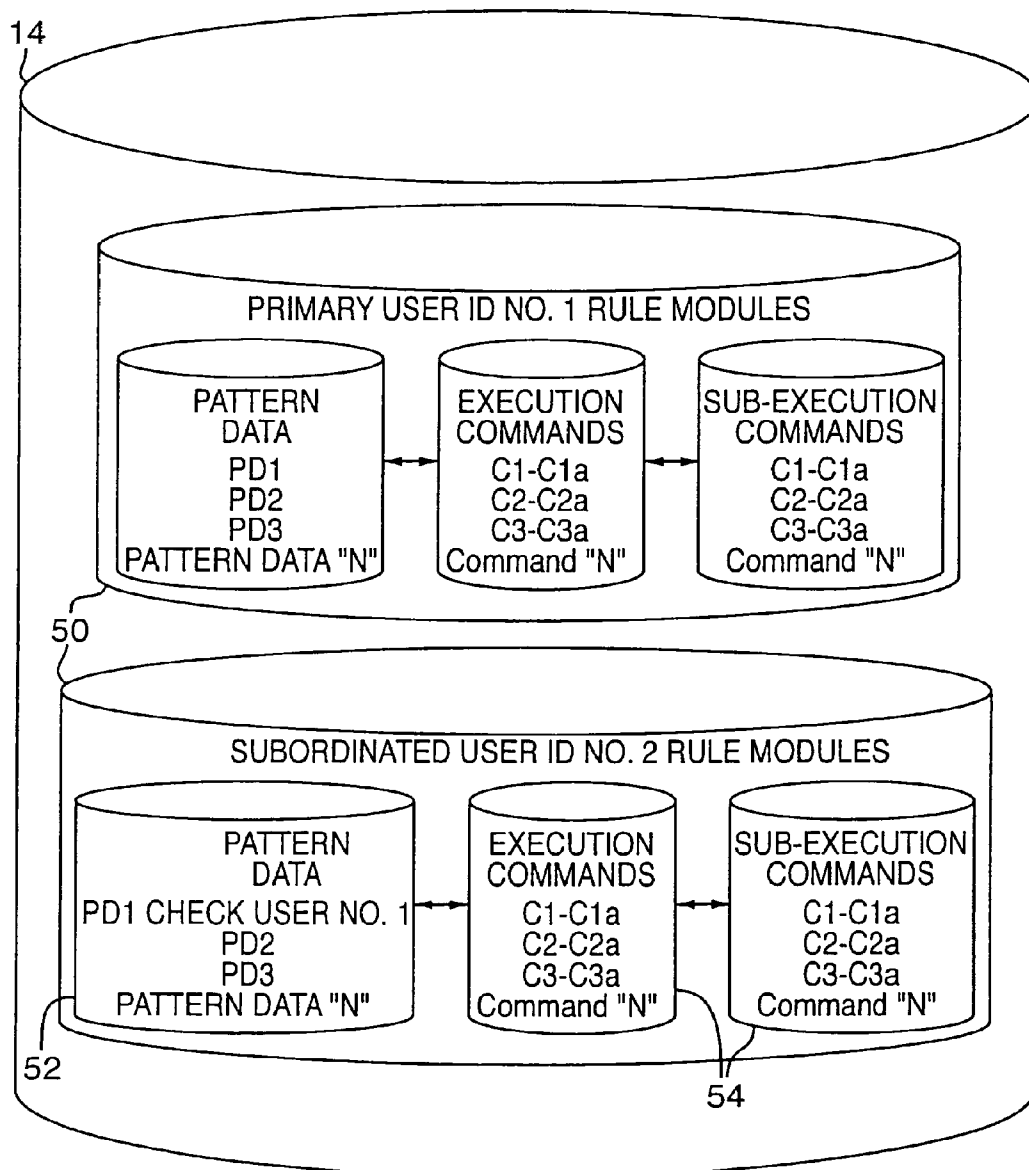 14
PRIMARY USER ID NO. 1 RULE MODULES
PATTERN
DATA
PD1
PD2
PD3
PATTERN DATA "N"
EXECUTION
COMMANDS
C1-C1a
C2-C2a
C3-C3a
Command "N"
SUB-EXECUTION
COMMANDS
C1-C1a
C2-C2a
C3-C3a
Command "N"
50
SUBORDINATED USER ID NO. 2 RULE MODULES
PATTERN
DATA
PD1 CHECK USER NO. 1
PD2
PD3
PATTERN DATA "N"
EXECUTION
COMMANDS
C1-C1a
C2-C2a
C3-C3a
Command "N"
SUB-EXECUTION
COMMANDS
C1-C1a
C2-C2a
C3-C3a
Command "N"
52
54